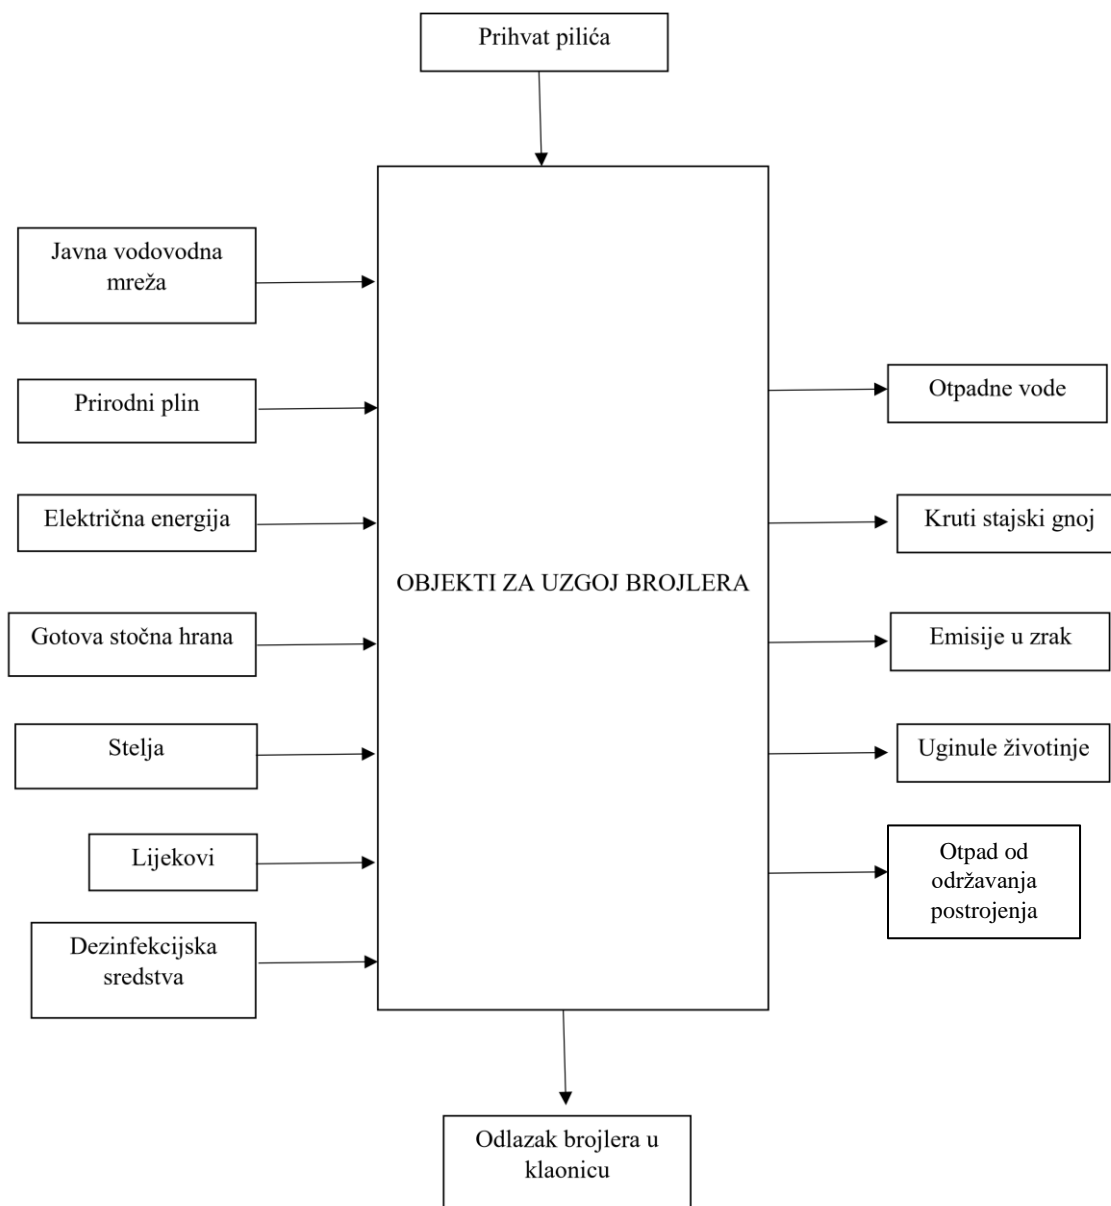 Prihvat pilića
Javna vodovodna
mreža
Prirodni plin
Električna energija
Gotova stočna hrana
Stelja
Lijekovi
Dezinfekcijska
sredstva
OBJEKTI ZA UZGOJ BROJLERA
Otpadne vode
Kruti stajski gnoj
Emisije u zrak
Uginule životinje
Otpad od
održavanja
postrojenja
Odlazak brojlera u
klaonicu